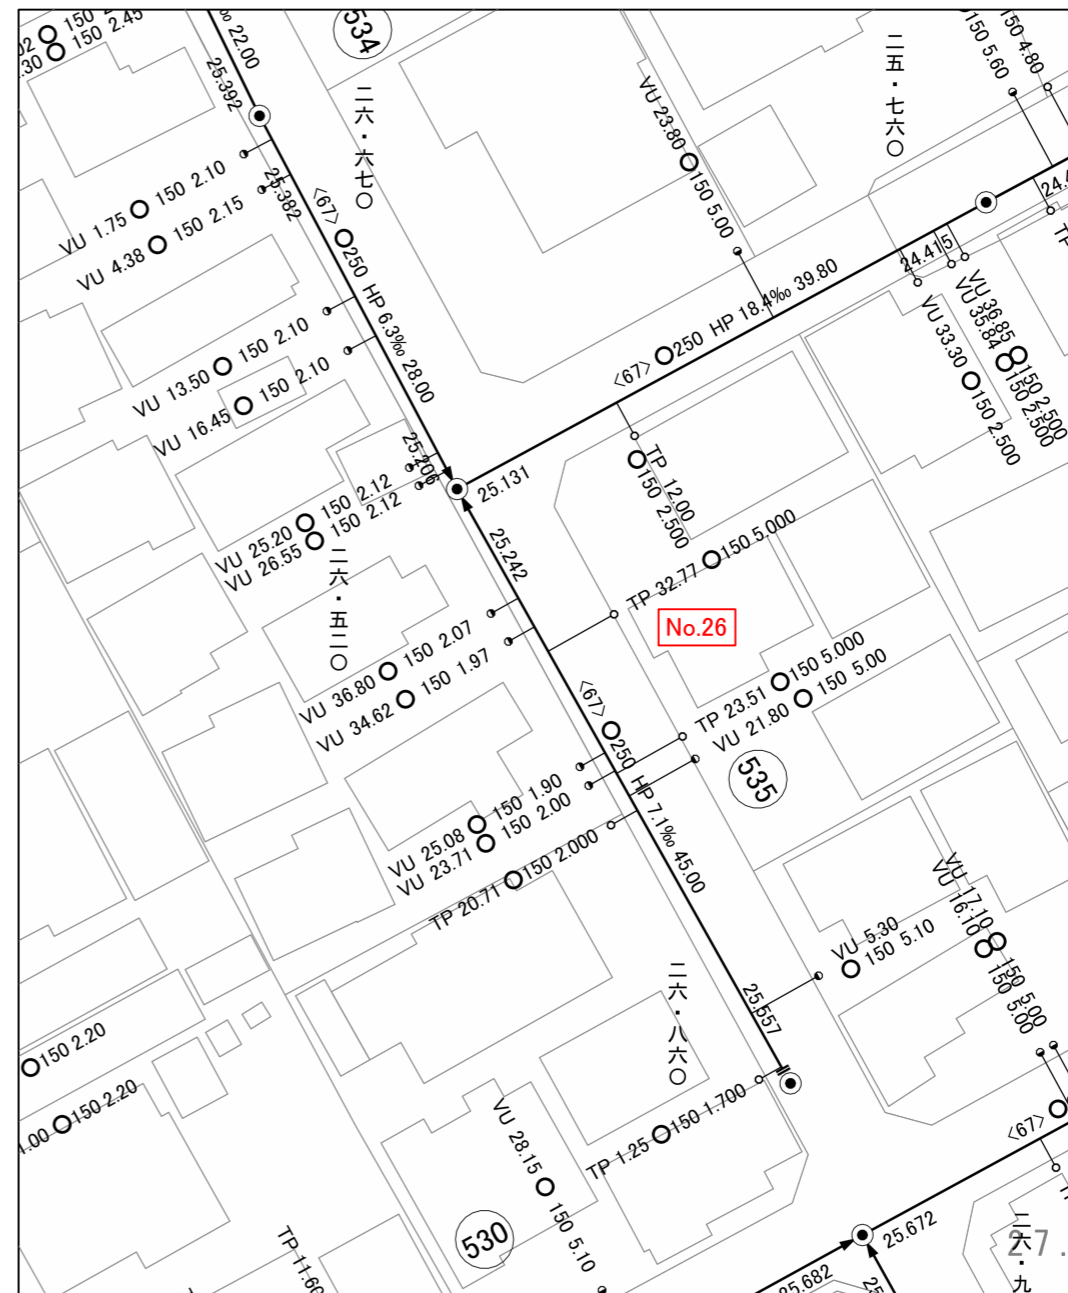 150 2.45
‰ 22.00
534
25.392
二六・六七〇
VU 1.75 150 2.10
VU 4.38 150 2.15
25.382
<67> 250 HP 6.3‰ 28.00
VU 13.50 150 2.10
VU 16.45 150 2.10
25.206
VU 25.20 150 2.12
VU 26.55 150 2.12
二六・五二〇
VU 23.80 150 5.00
二五・七六〇
150 5.60
150 4.80
<67> 250 HP 18.4‰ 39.80
24.415
VU 36.85 150 2.500
VU 35.84 150 2.500
VU 33.30 150 2.500
25.131
TP 12.00 150 2.500
25.242
TP 32.77 150 5.000
No.26
VU 36.80 150 2.07
VU 34.62 150 1.97
<67> 250 HP 7.1‰ 45.00
TP 23.51 150 5.000
VU 21.80 150 5.00
535
VU 25.08 150 1.90
VU 23.71 150 2.00
TP 20.71 150 2.000
VU 5.30 150 5.10
VU 17.10 150 5.00
VU 16.10 150 5.00
25.557
二六・八六〇
150 2.20
150 2.20
VU 28.15 150 5.10
TP 1.25 150 1.700
530
<67>
25.672
25.682
二六・九
27.